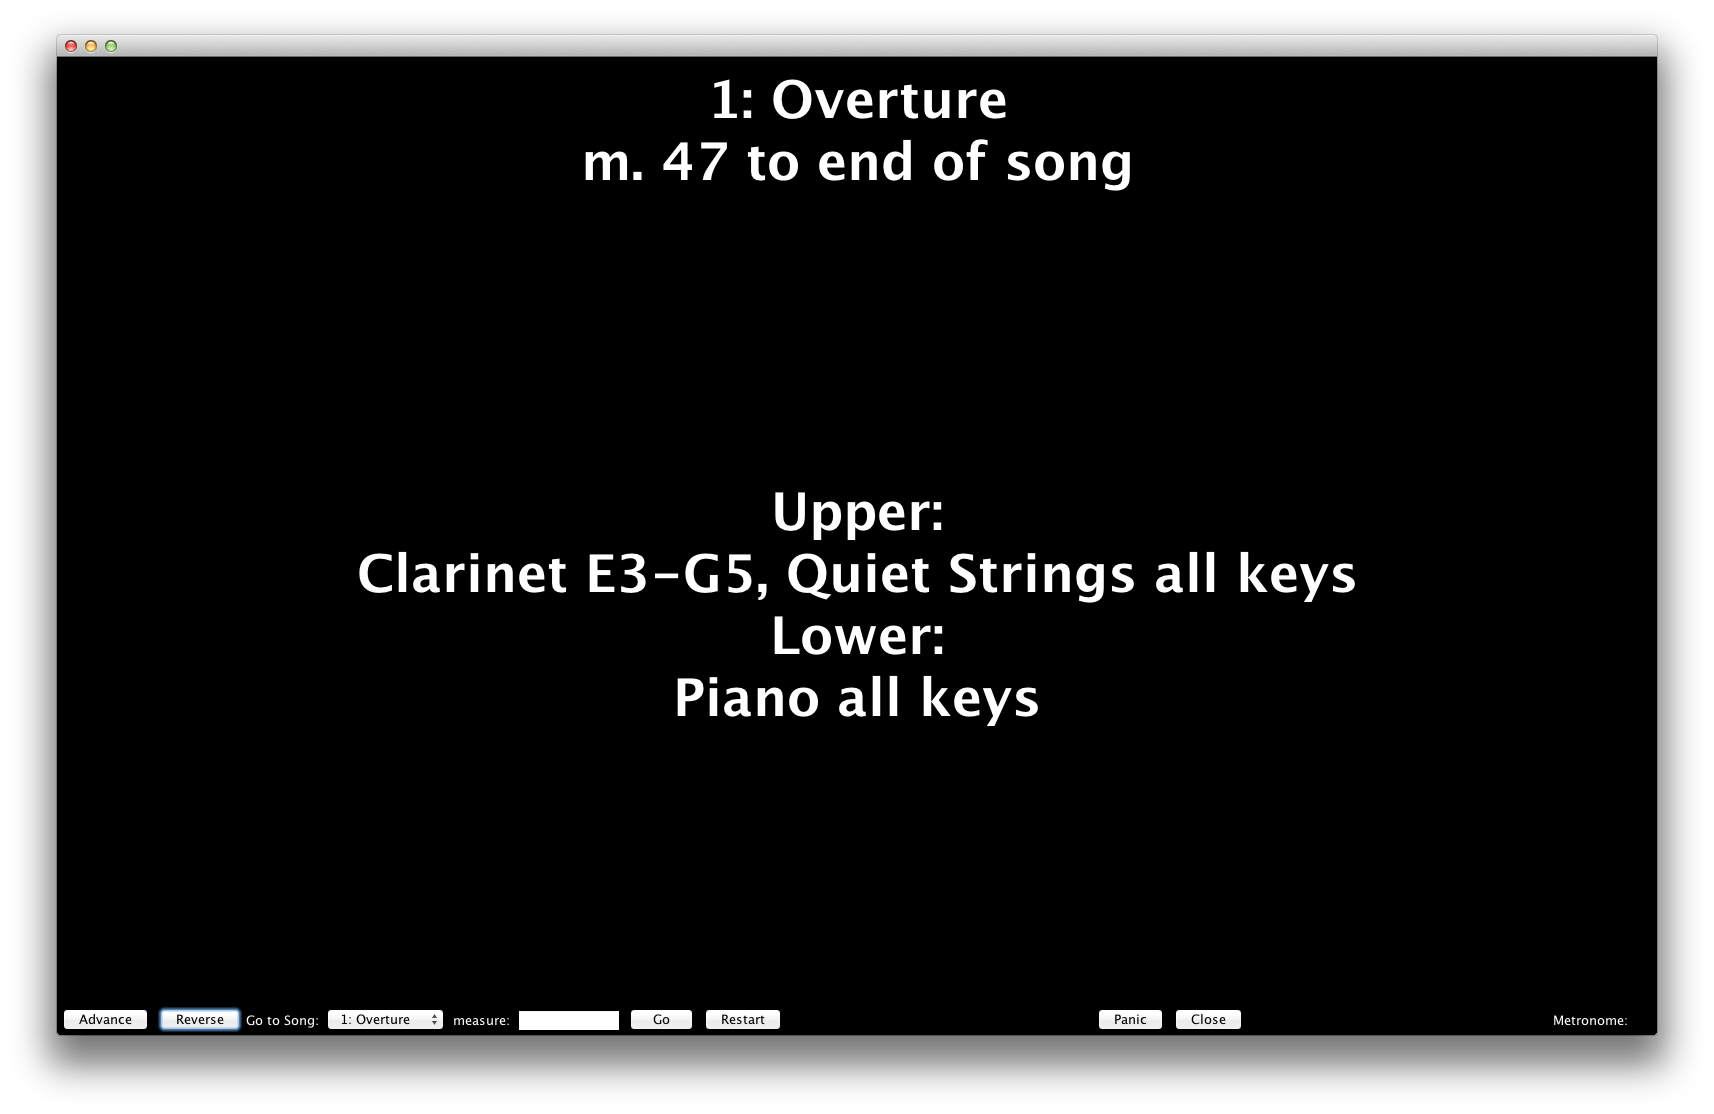 1: Overture
m. 47 to end of song
Upper:
Clarinet E3-G5, Quiet Strings all keys
Lower:
Piano all keys
Advance Reverse Go to Song: 1: Overture measure: Go Restart Panic Close Metronome: